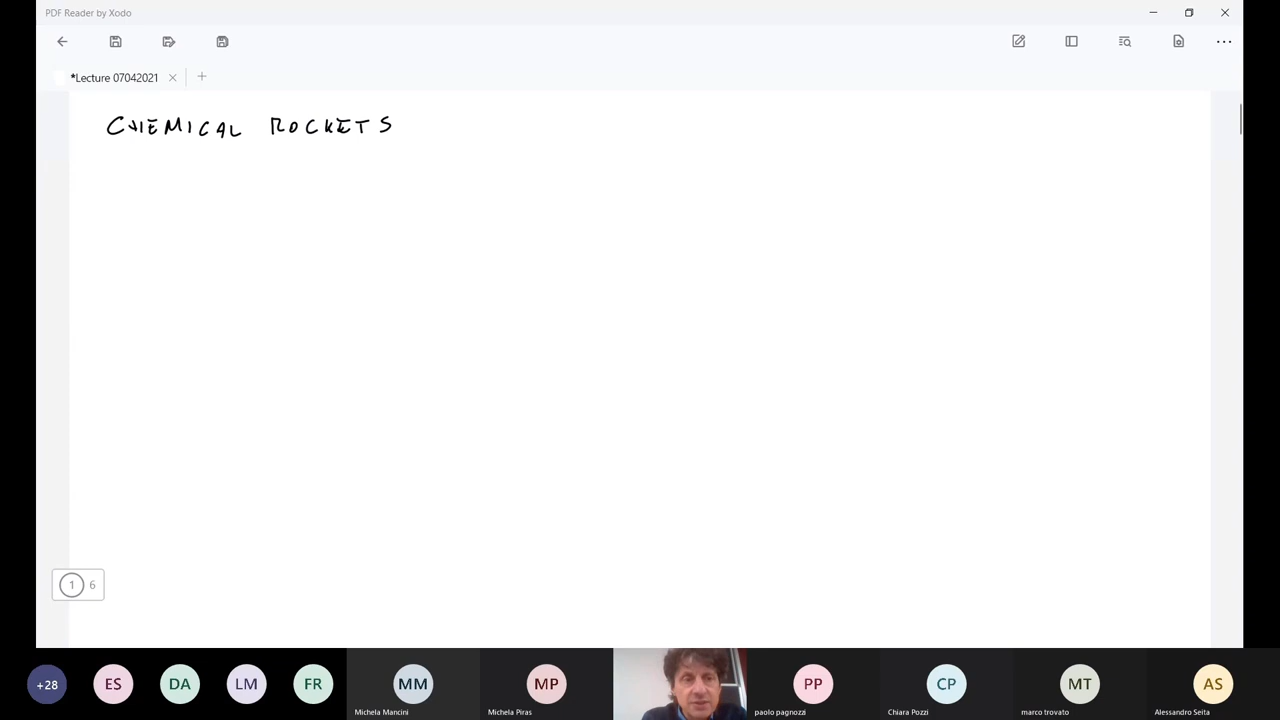 PDF Reader by Xodo
*Lecture 07042021
CHEMICAL ROCKETS
1 6
+28 ES DA LM FR MM MP PP CP MT AS
Michela Mancini Michela Piras paolo pagnozzi Chiara Pozzi marco trovato Alessandro Seita